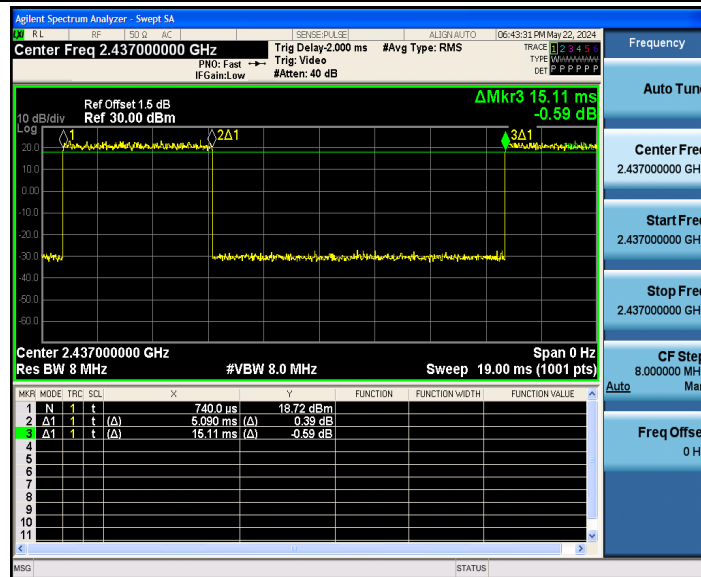 Agilent Spectrum Analyzer - Swept SA
LXI RL RF 50 Ω AC SENSE:PULSE ALIGN AUTO 06:43:31 PM May 22, 2024
Center Freq 2.437000000 GHz
PNO: Fast
IFGain:Low
Trig Delay-2.000 ms
Trig: Video
#Atten: 40 dB
#Avg Type: RMS
TRACE 1 2 3 4 5 6
TYPE WWWWWW
DET P P P P P P
Ref Offset 1.5 dB
10 dB/div Ref 30.00 dBm
Log
ΔMkr3 15.11 ms
-0.59 dB
1
2Δ1
3Δ1
20.0
10.0
0.00
-10.0
-20.0
-30.0
-40.0
-50.0
-60.0
Center 2.437000000 GHz Span 0 Hz
Res BW 8 MHz #VBW 8.0 MHz Sweep 19.00 ms (1001 pts)
MKR MODE TRC SCL X Y FUNCTION FUNCTION WIDTH FUNCTION VALUE
1 N 1 t 740.0 µs 18.72 dBm
2 Δ1 1 t (Δ) 5.090 ms (Δ) 0.39 dB
3 Δ1 1 t (Δ) 15.11 ms (Δ) -0.59 dB
4
5
6
7
8
9
10
11
MSG STATUS
Frequency
Auto Tun
Center Fre
2.437000000 GH
Start Fre
2.437000000 GH
Stop Fre
2.437000000 GH
CF Step
8.000000 MH
Auto Ma
Freq Offse
0 H